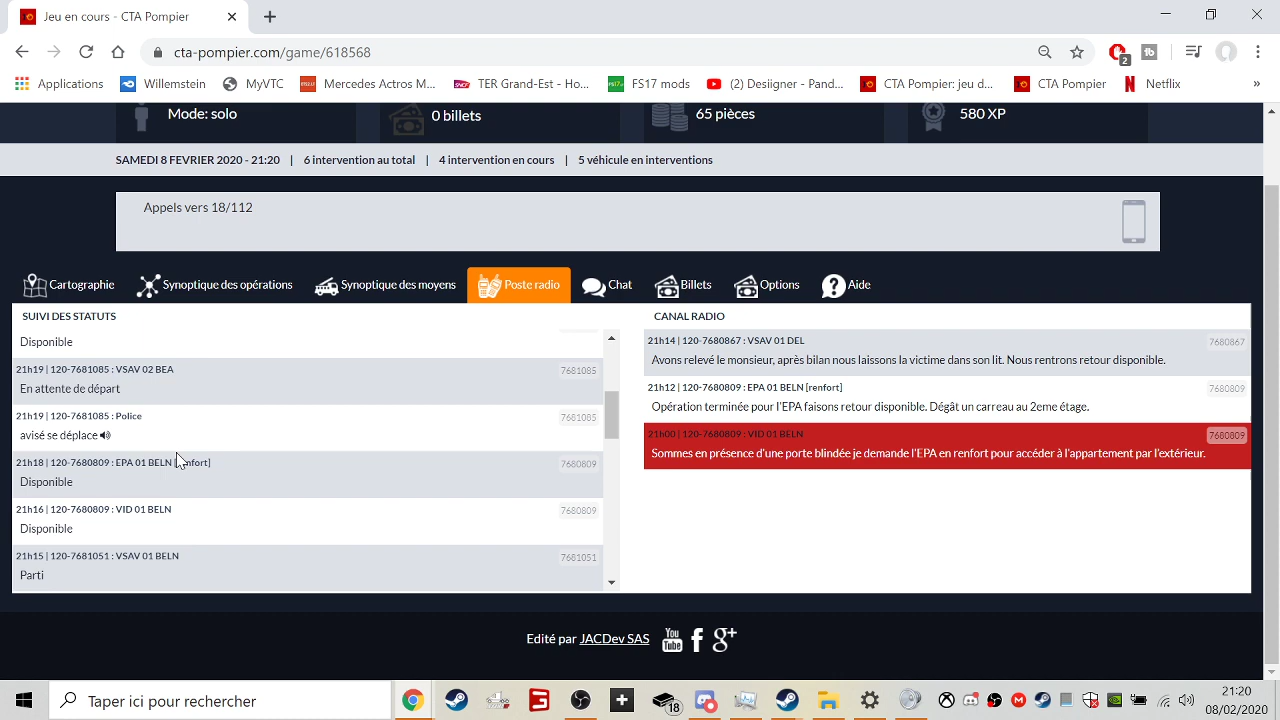 Jeu en cours - CTA Pompier
cta-pompier.com/game/618568
2
Applications
Willemstein
MyVTC
Mercedes Actros M...
TER Grand-Est - Ho...
FS17 mods
(2) Designer - Pand...
CTA Pompier: jeu d...
CTA Pompier
Netflix
»
Mode: solo
0 billets
65 pièces
580 XP
SAMEDI 8 FEVRIER 2020 - 21:20 | 6 intervention au total | 4 intervention en cours | 5 véhicule en interventions
Appels vers 18/112
Cartographie
Synoptique des opérations
Synoptique des moyens
Poste radio
Chat
Billets
Options
Aide
SUIVI DES STATUTS
Disponible
21h19 | 120-7681085 : VSAV 02 BEA 7681085
En attente de départ
21h19 | 120-7681085 : Police 7681085
avisé se déplace
21h18 | 120-7680809 : EPA 01 BELN 7680809
Disponible
21h16 | 120-7680809 : VID 01 BELN 7680809
Disponible
21h15 | 120-7681051 : VSAV 01 BELN 7681051
Parti
CANAL RADIO
21h14 | 120-7680867 : VSAV 01 DEL 7680867
Avons relevé le monsieur, après bilan nous laissons la victime dans son lit. Nous rentrons retour disponible.
21h12 | 120-7680809 : EPA 01 BELN [renfort] 7680809
Opération terminée pour l'EPA faisons retour disponible. Dégât un carreau au 2eme étage.
21h00 | 120-7680809 : VID 01 BELN 7680809
Sommes en présence d'une porte blindée je demande l'EPA en renfort pour accéder à l'appartement par l'extérieur.
Edité par JACDev SAS
You Tube f g+
Taper ici pour rechercher
18
21:20
08/02/2020